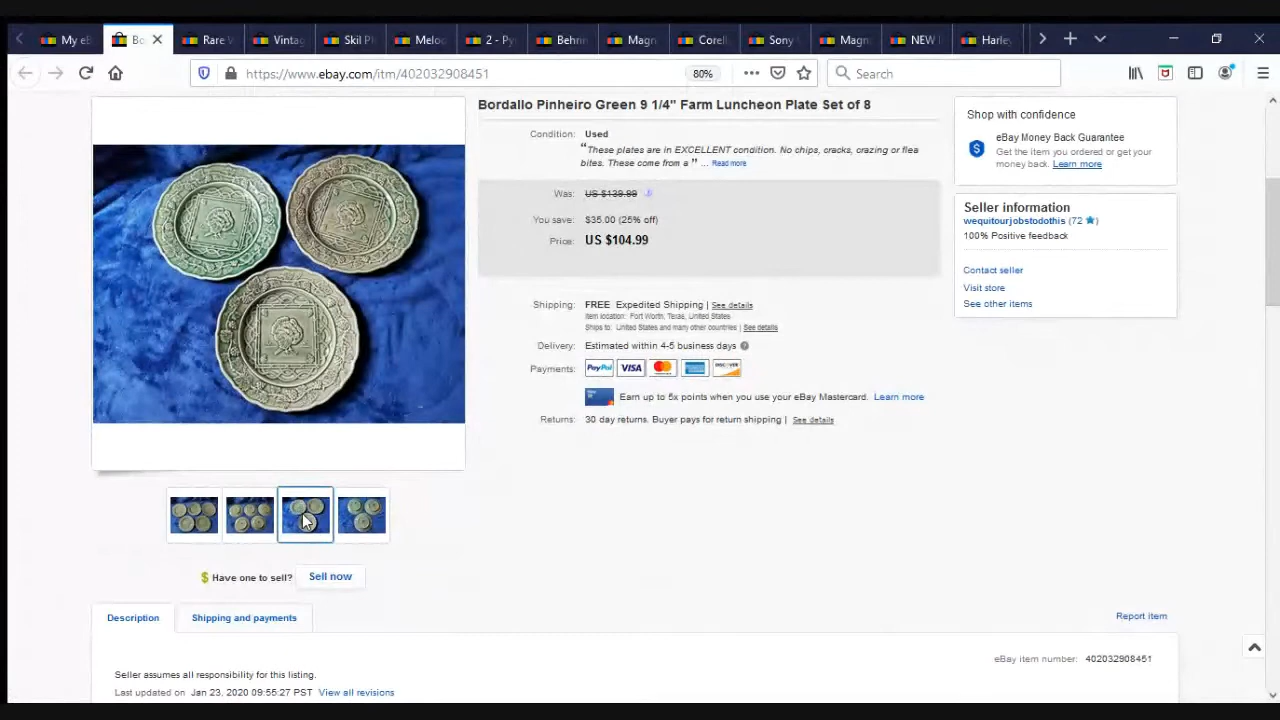 My eB
Bo
Rare V
Vintag
Skil Pl
Meloc
2 - Py
Behri
Magn
Corell
Sony
Magn
NEW
Harley
https://www.ebay.com/itm/402032908451
80%
Search
Bordallo Pinheiro Green 9 1/4" Farm Luncheon Plate Set of 8
Condition: Used
“These plates are in EXCELLENT condition. No chips, cracks, crazing or flea
bites. These come from a ” ... Read more
Was: US $139.99
You save: $35.00 (25% off)
Price: US $104.99
Shipping: FREE Expedited Shipping | See details
Item location: Fort Worth, Texas, United States
Ships to: United States and many other countries | See details
Delivery: Estimated within 4-5 business days
Payments: PayPal VISA DISCOVER
Earn up to 5x points when you use your eBay Mastercard. Learn more
Returns: 30 day returns. Buyer pays for return shipping | See details
Shop with confidence
eBay Money Back Guarantee
Get the item you ordered or get your
money back. Learn more
Seller information
wequitourjobstodothis (72 ★)
100% Positive feedback
Contact seller
Visit store
See other items
$ Have one to sell? Sell now
Description
Shipping and payments
Report item
eBay item number: 402032908451
Seller assumes all responsibility for this listing.
Last updated on Jan 23, 2020 09:55:27 PST View all revisions